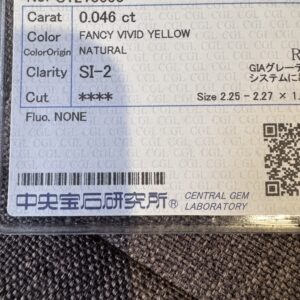 Carat 0.046 ct
Color FANCY VIVID YELLOW
ColorOrigin NATURAL
Clarity SI-2
Cut ****
Fluo. NONE
GIAグレーデ
システムに
Size 2.25 - 2.27 × 1.
中央宝石研究所®
CENTRAL GEM
LABORATORY